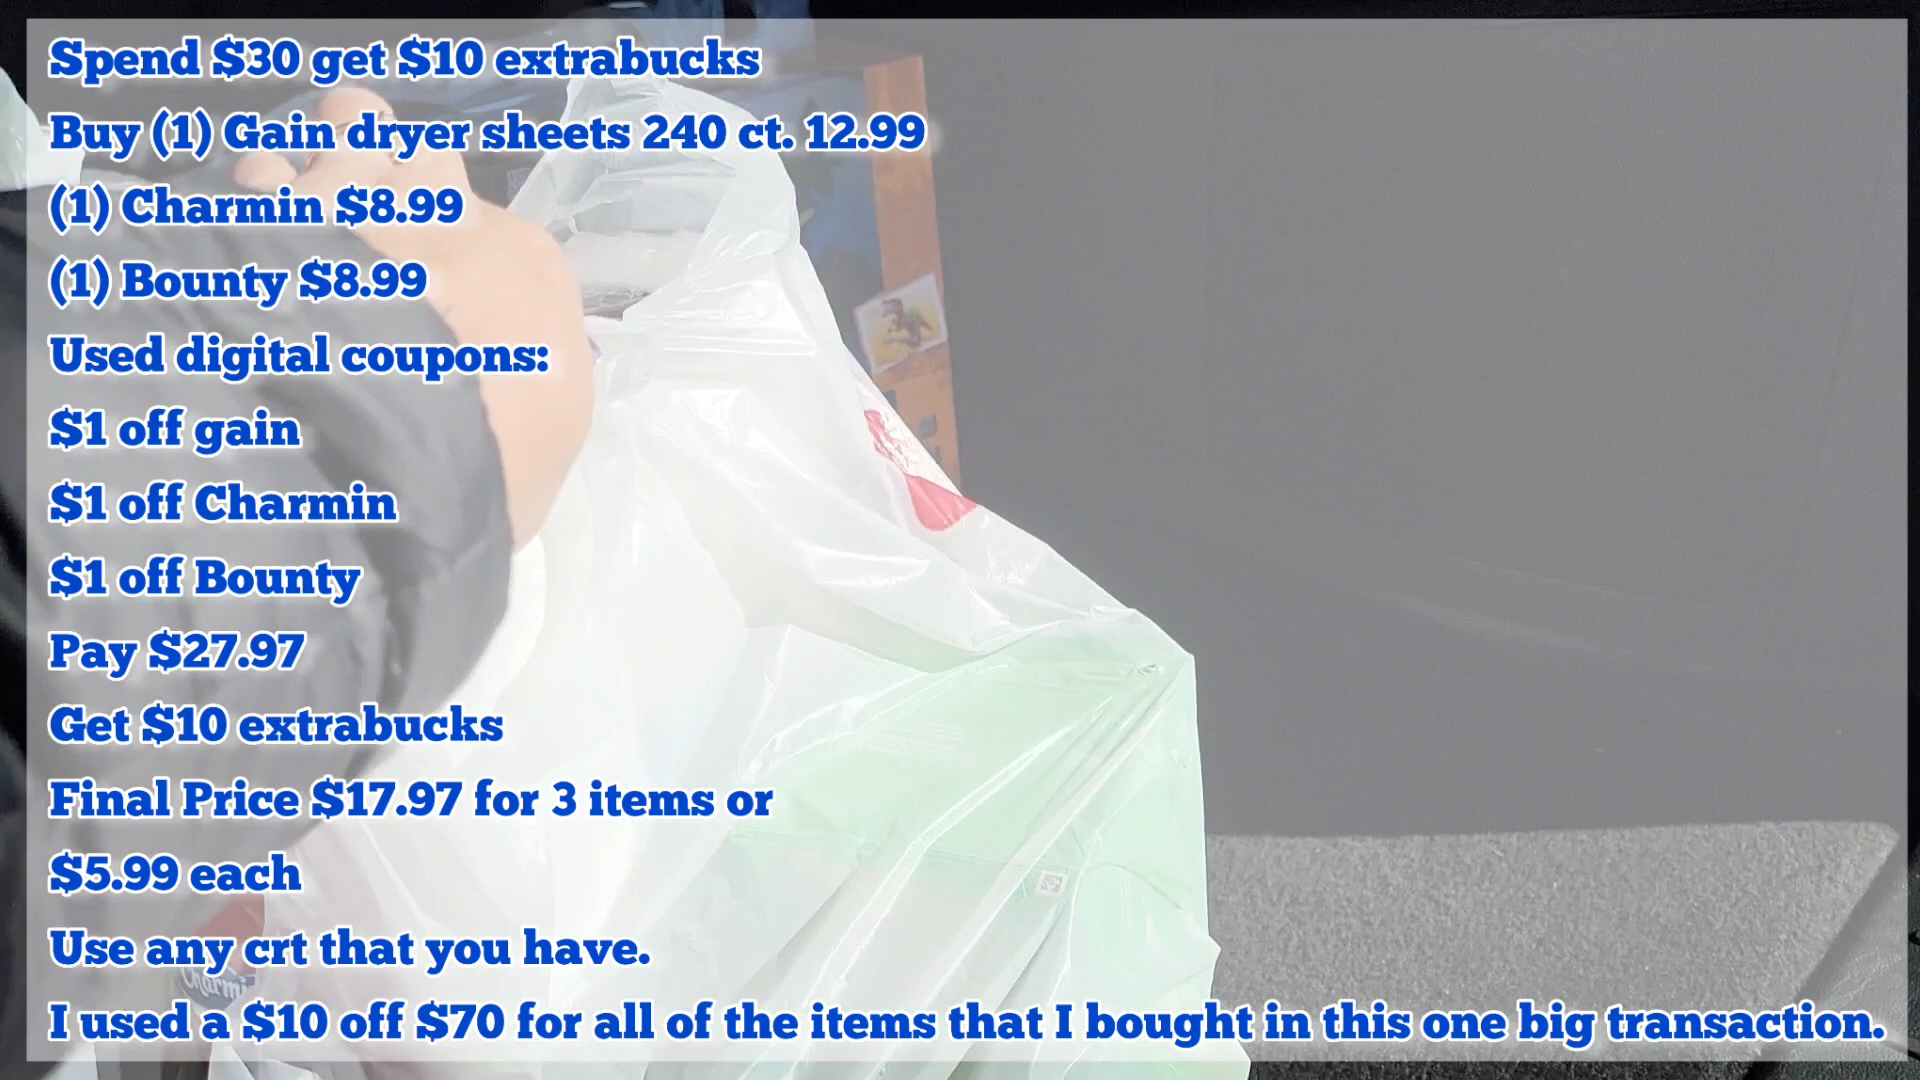 Spend $30 get $10 extrabucks
Buy (1) Gain dryer sheets 240 ct. 12.99
(1) Charmin $8.99
(1) Bounty $8.99
Used digital coupons:
$1 off gain
$1 off Charmin
$1 off Bounty
Pay $27.97
Get $10 extrabucks
Final Price $17.97 for 3 items or
$5.99 each
Use any crt that you have.
Charmin
I used a $10 off $70 for all of the items that I bought in this one big transaction.